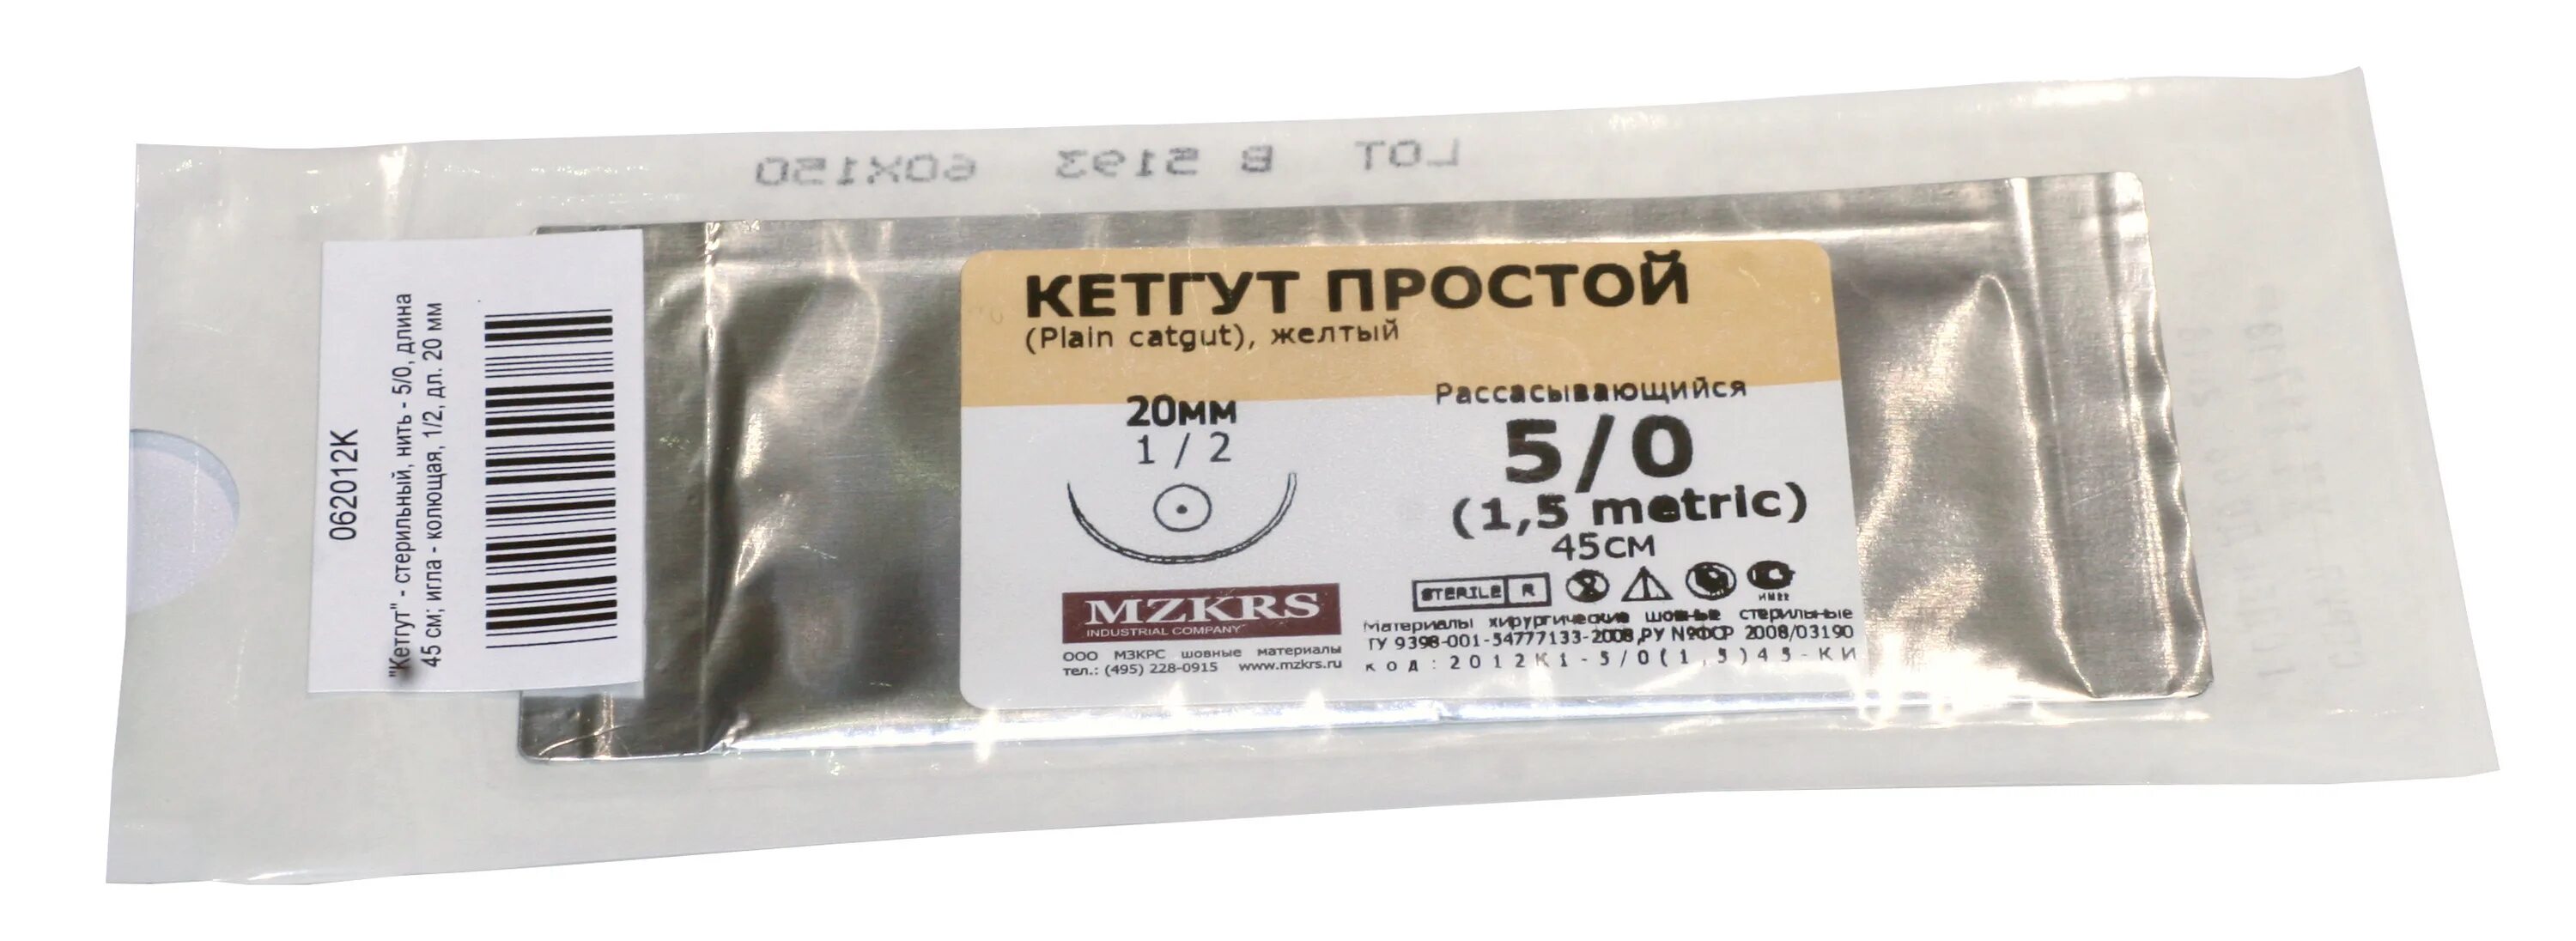 LOT B 5193 60X150
0620012K
"Кетгут" - стерильный, нить - 5/0, длина
45 см; игла - колющая, 1/2, дл. 20 мм
КЕТГУТ ПРОСТОЙ
(Plain catgut), желтый
20мм
1 / 2
Рассасывающийся
5/0
(1,5 metric)
45см
STERILE R
ИМ22
MZKRS
INDUSTRIAL COMPANY
ООО МЗКРС шовные материалы
тел.: (495) 228-0915 www.mzkrs.ru
Материалы хирургические шовные стерильные
ТУ 9398-001-54777133-2008,РУ №ФСР 2008/03190
код:2012К1-5/0(1,5)45-КИ